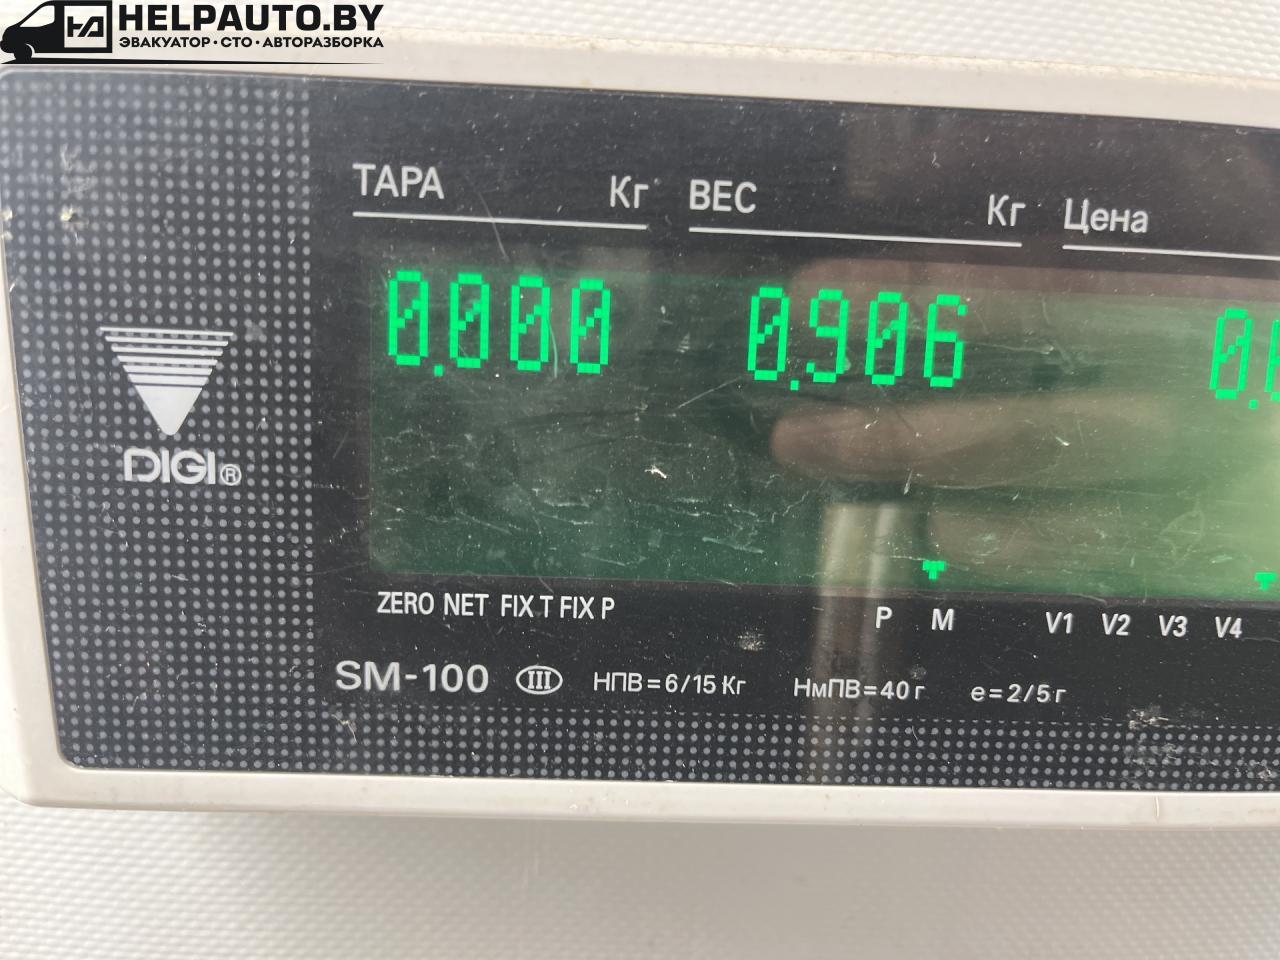 HELPAUTO.BY
ЭВАКУАТОР·СТО·АВТОРАЗБОРКА
ТАРА Кг ВЕС Кг Цена
0.000 0.906
DIGI®
ZERO NET FIX T FIX P P M V1 V2 V3 V4
SM-100 III НПВ=6/15 Кг НмПВ=40 г e=2/5 г